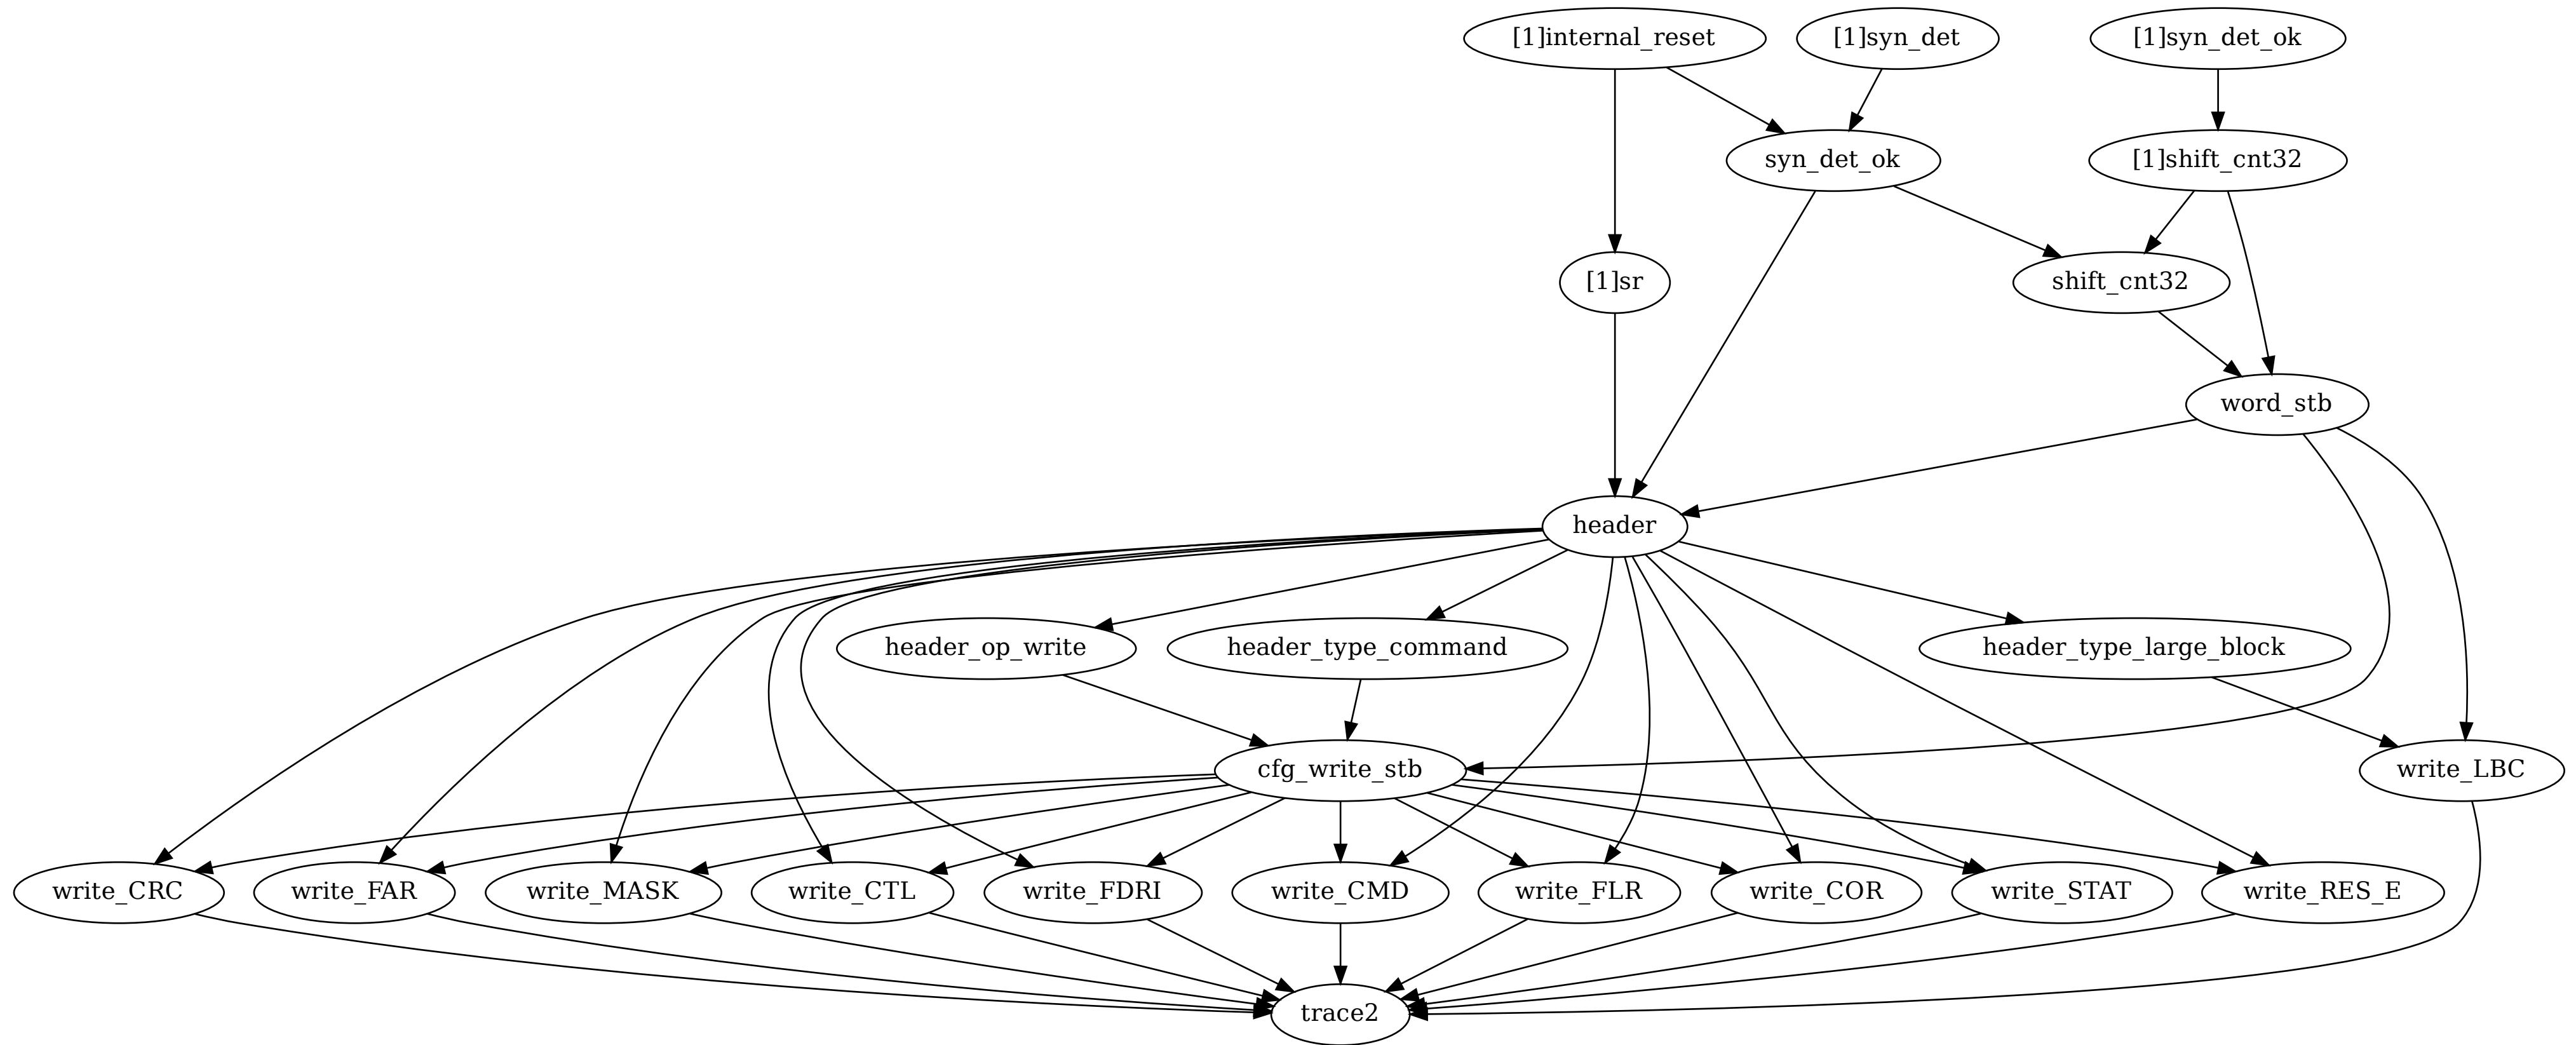 [1]internal_reset
[1]syn_det
[1]syn_det_ok
syn_det_ok
[1]shift_cnt32
[1]sr
shift_cnt32
word_stb
header
header_op_write
header_type_command
header_type_large_block
cfg_write_stb
write_LBC
write_CRC
write_FAR
write_MASK
write_CTL
write_FDRI
write_CMD
write_FLR
write_COR
write_STAT
write_RES_E
trace2